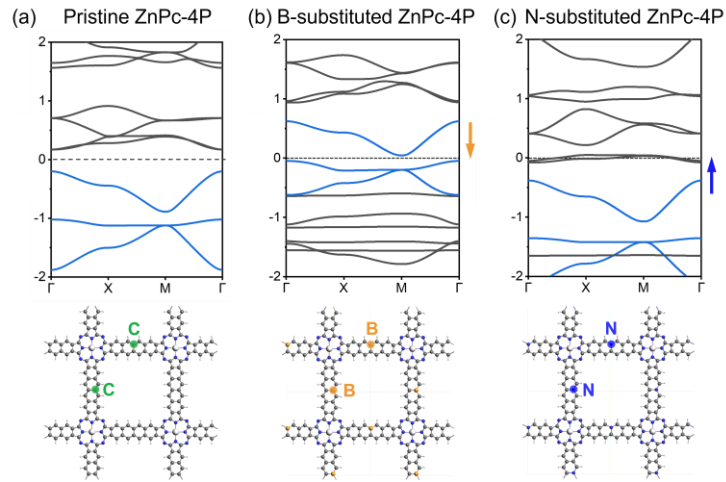 (a) Pristine ZnPc-4P (b) B-substituted ZnPc-4P (c) N-substituted ZnPc-4P
2 2 2
1 1 1
0 0 0
-1 -1 -1
-2 -2 -2
Γ X M Γ Γ X M Γ Γ X M Γ
C B N
C B N